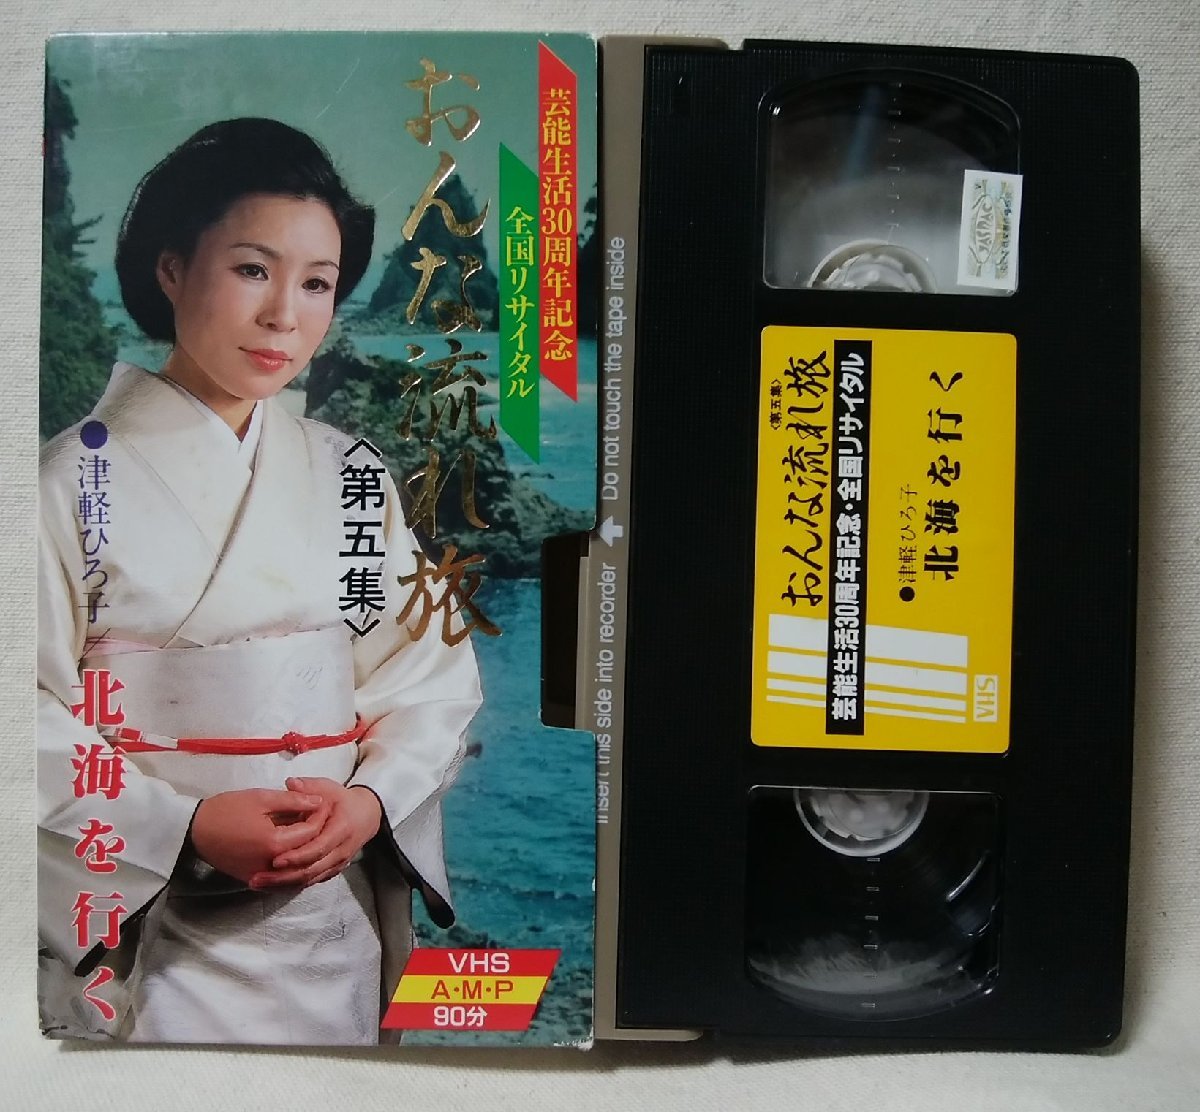 芸能生活30周年記念
全国リサイタル
おんな流れ旅
〈第五集〉
●津軽ひろ子/北海を行く
VHS
A・M・P
90分
Insert this side into recorder
Do not touch the tape inside
JASRAC
〈第五集〉
おんな流れ旅
芸能生活30周年記念・全国リサイタル
●津軽ひろ子
北海を行く
VHS